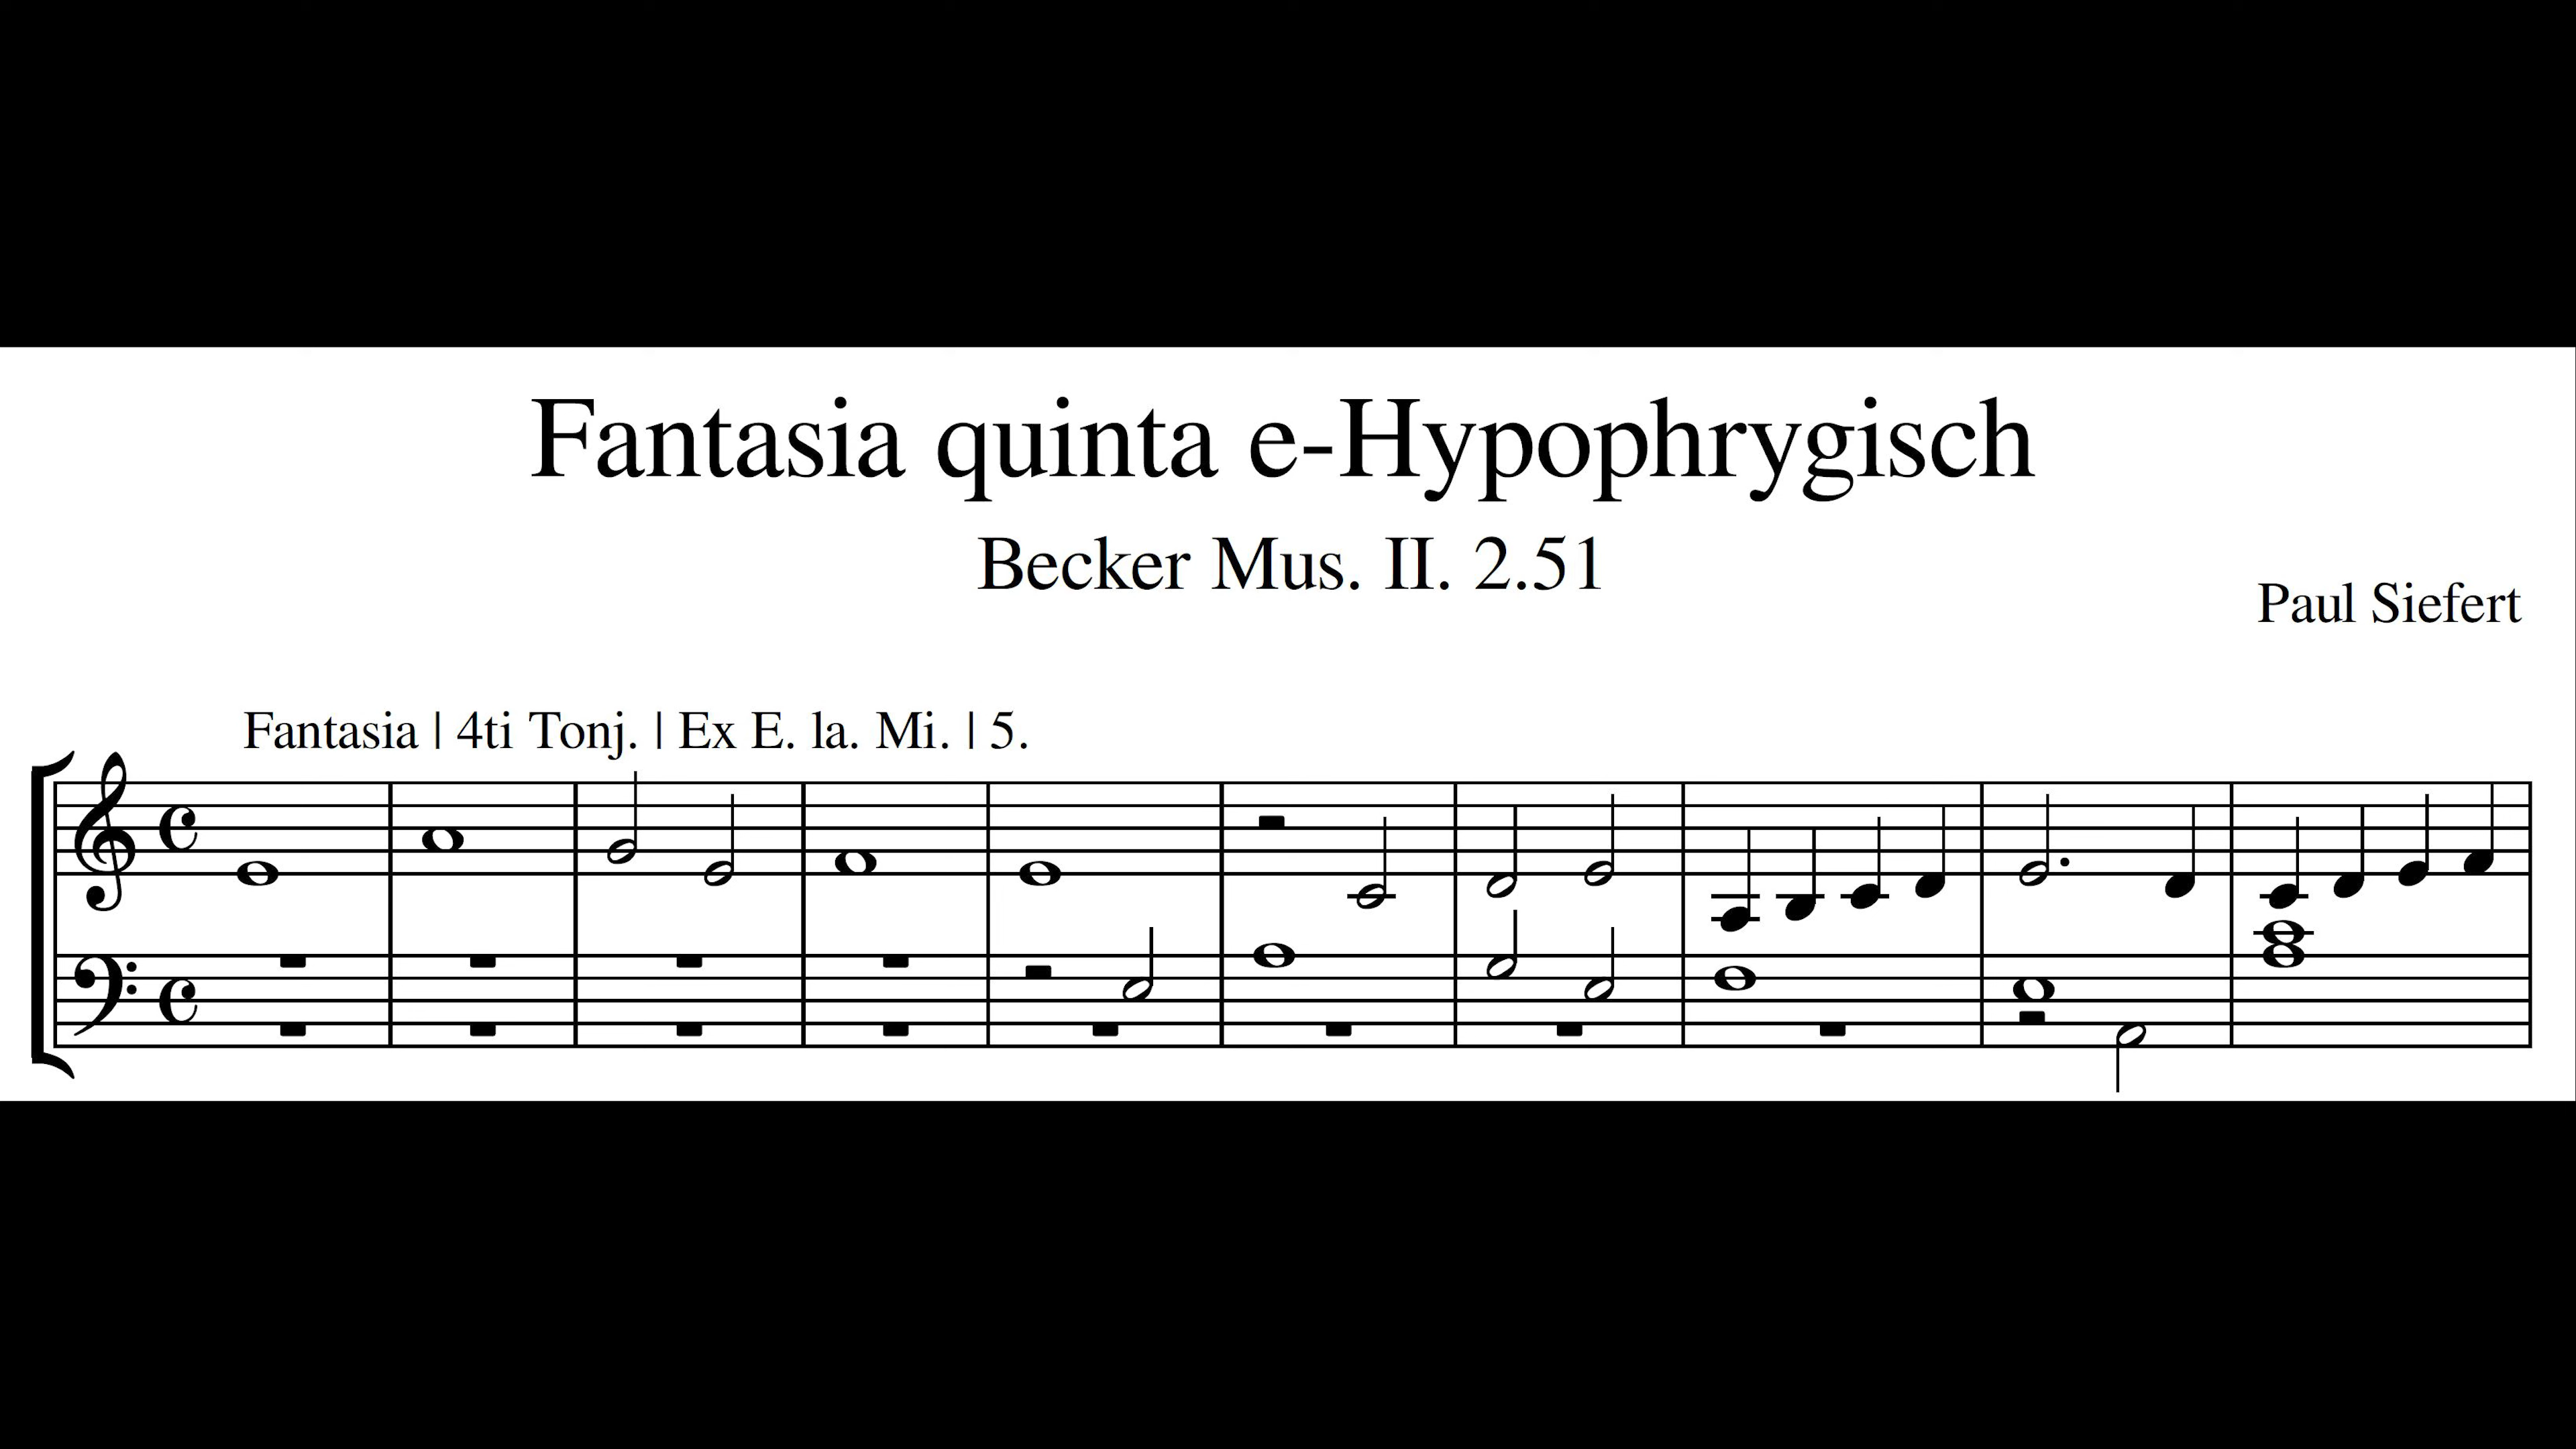 Fantasia quinta e-Hypophrygisch
Becker Mus. II. 2.51
Paul Siefert
Fantasia | 4ti Tonj. | Ex E. la. Mi. | 5.